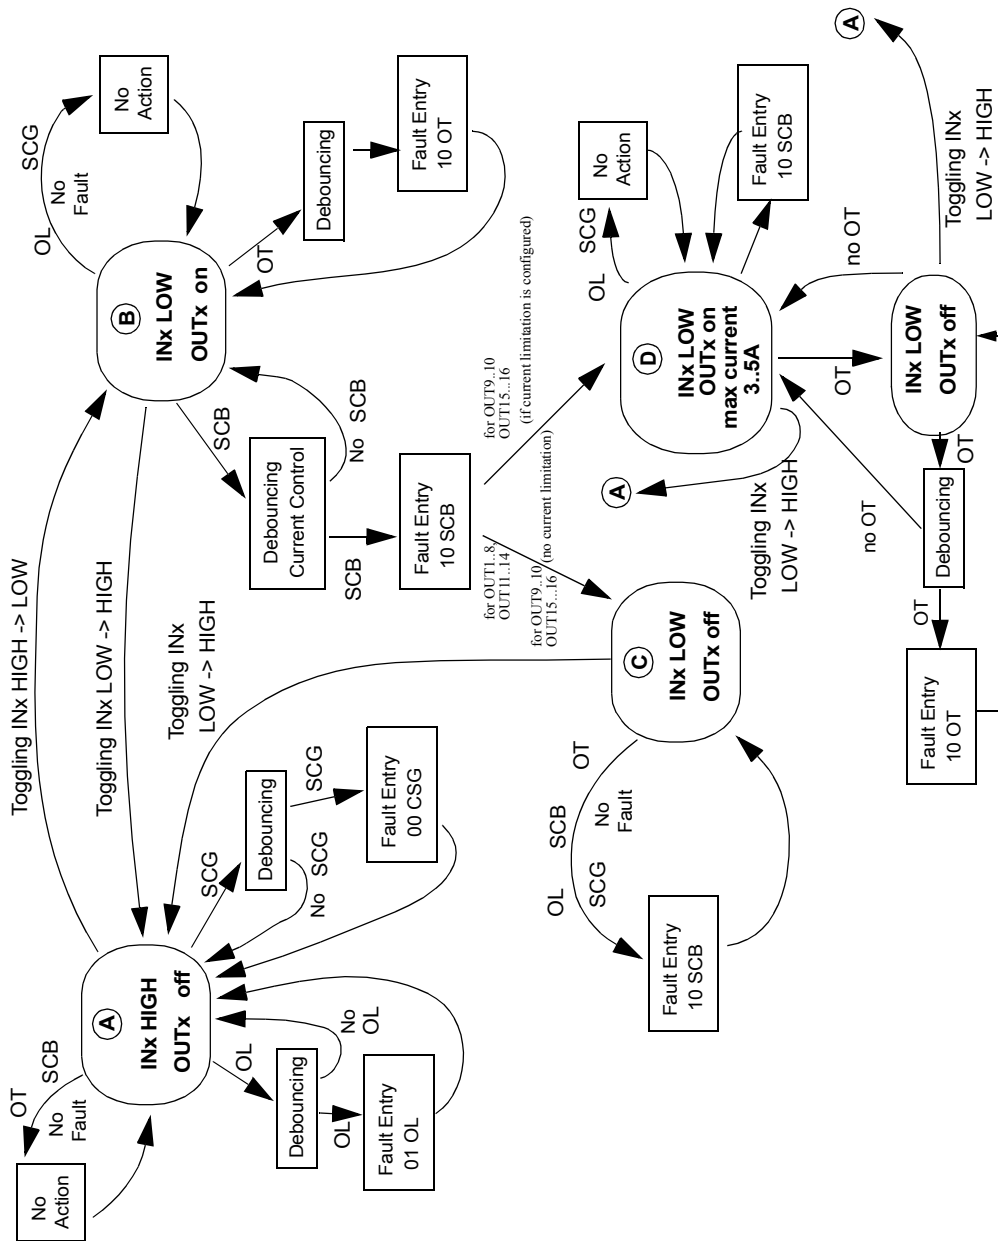 No
Action
OT
SCB
No
Fault
A
INx HIGH
OUTx off
OL
Debouncing
No
OL
OL
Fault Entry
01 OL
SCG
Debouncing
No SCG
SCG
Fault Entry
00 CSG
Toggling INx HIGH -> LOW
Toggling INx LOW -> HIGH
Toggling INx
LOW -> HIGH
B
INx LOW
OUTx on
OL
No
Fault
SCG
No
Action
OT
Debouncing
Fault Entry
10 OT
SCB
Debouncing
Current Control
No SCB
SCB
Fault Entry
10 SCB
for OUT1..8,
OUT11..14
for OUT9..10
OUT15...16 (no current limitation)
for OUT9..10
OUT15...16
(if current limitation is configured)
C
INx LOW
OUTx off
OL
SCB
OT
SCG
No
Fault
Fault Entry
10 SCB
D
INx LOW
OUTx on
max current
3..5A
OL
SCG
No
Action
Fault Entry
10 SCB
A
Toggling INx
LOW -> HIGH
OT
no OT
INx LOW
OUTx off
Toggling INx
LOW -> HIGH
A
OT
Debouncing
no OT
OT
Fault Entry
10 OT